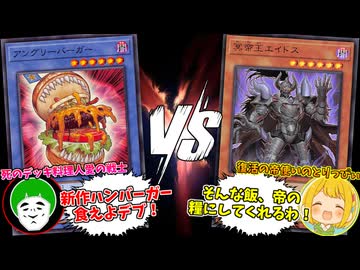 アングリーバーガー
冥帝王エイトス
VS
死のデッキ料理人愛の戦士
復活の帝使いのとりっぴぃ
新作ハンバーガー
食えよデブ！
そんな飯、帝の
糧にしてくれるわ！